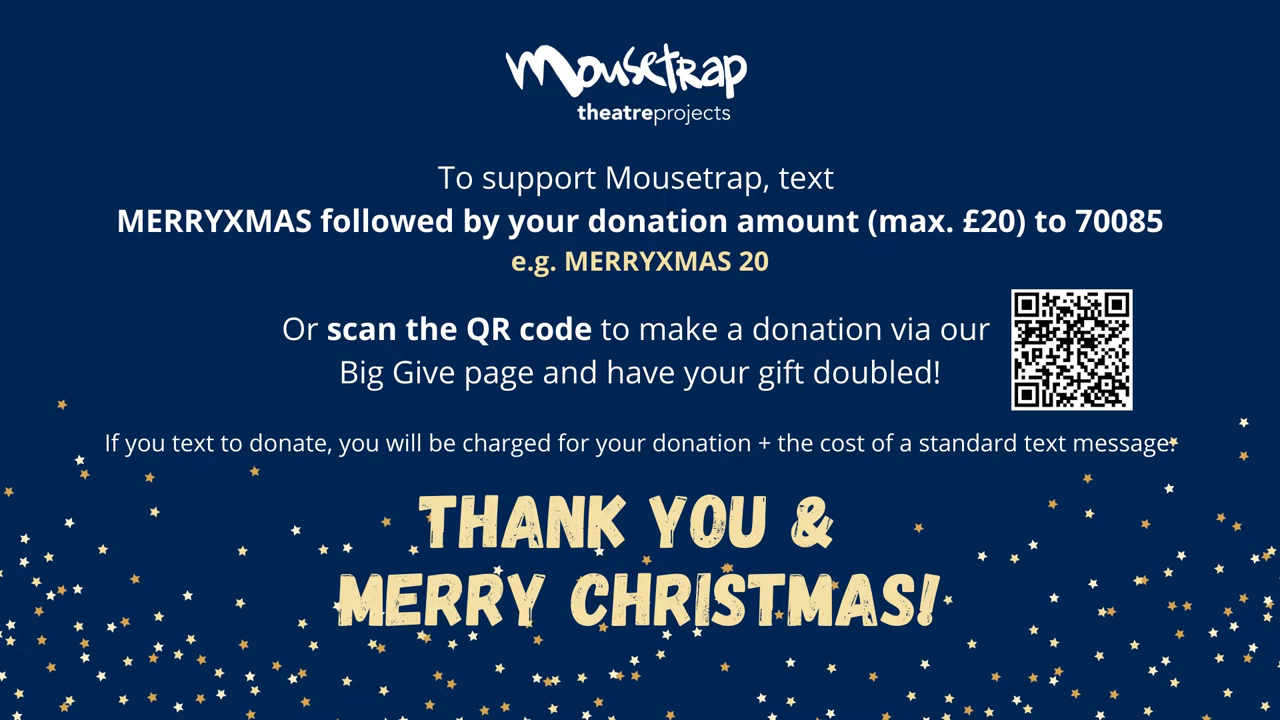 Mousetrap
theatreprojects
To support Mousetrap, text
MERRYXMAS followed by your donation amount (max. £20) to 70085
e.g. MERRYXMAS 20
Or scan the QR code to make a donation via our
Big Give page and have your gift doubled!
If you text to donate, you will be charged for your donation + the cost of a standard text message.
THANK YOU &
MERRY CHRISTMAS!